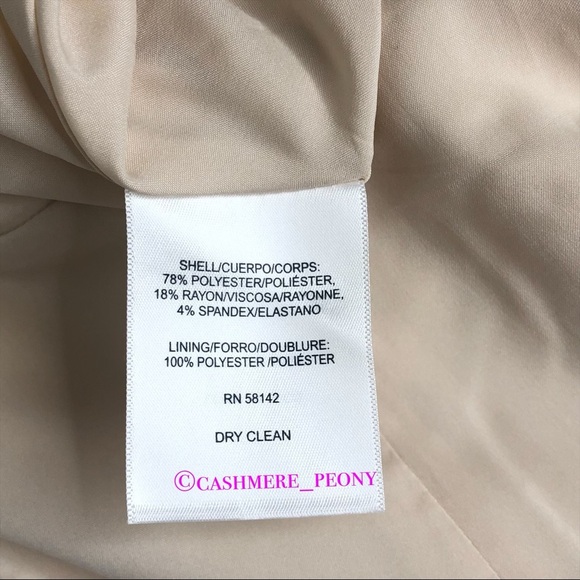 SHELL/CUERPO/CORPS:
78% POLYESTER/POLIÉSTER,
18% RAYON/VISCOSA/RAYONNE,
4% SPANDEX/ELASTANO
LINING/FORRO/DOUBLURE:
100% POLYESTER /POLIÉSTER
RN 58142
DRY CLEAN
©CASHMERE_PEONY